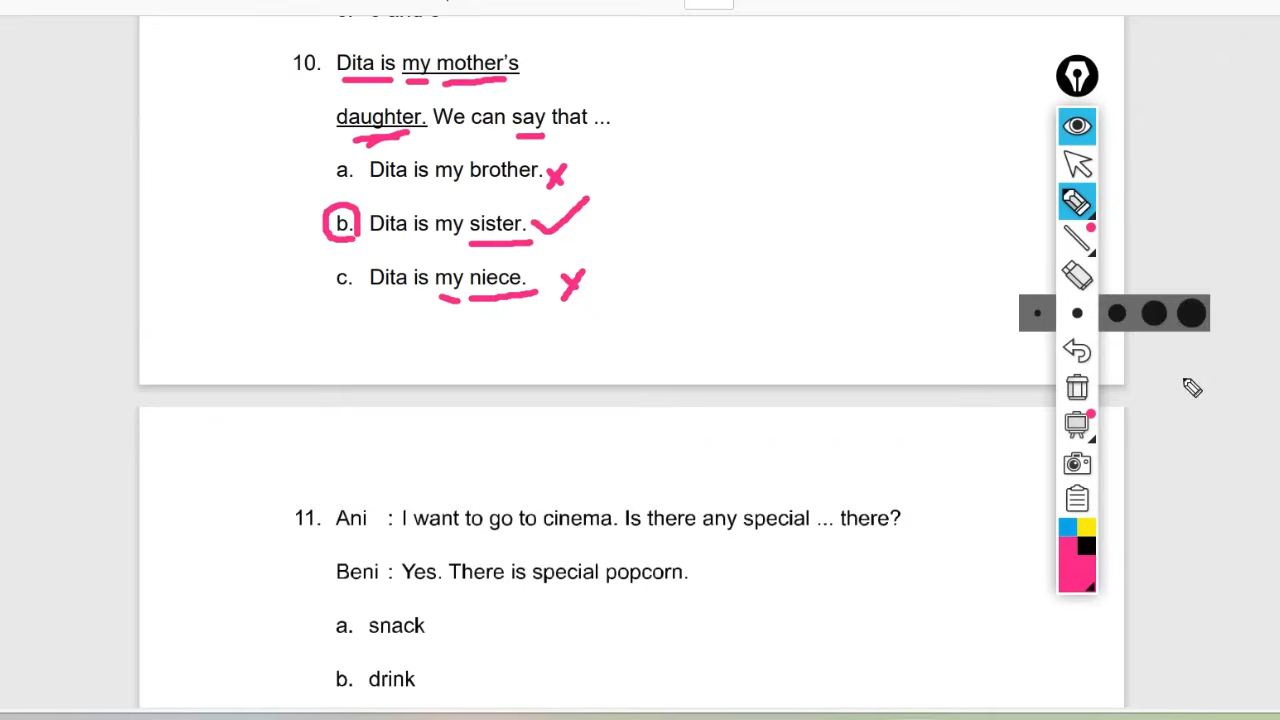 10. Dita is my mother's
daughter. We can say that ...
a. Dita is my brother.
b. Dita is my sister.
c. Dita is my niece.
11. Ani : I want to go to cinema. Is there any special ... there?
Beni : Yes. There is special popcorn.
a. snack
b. drink